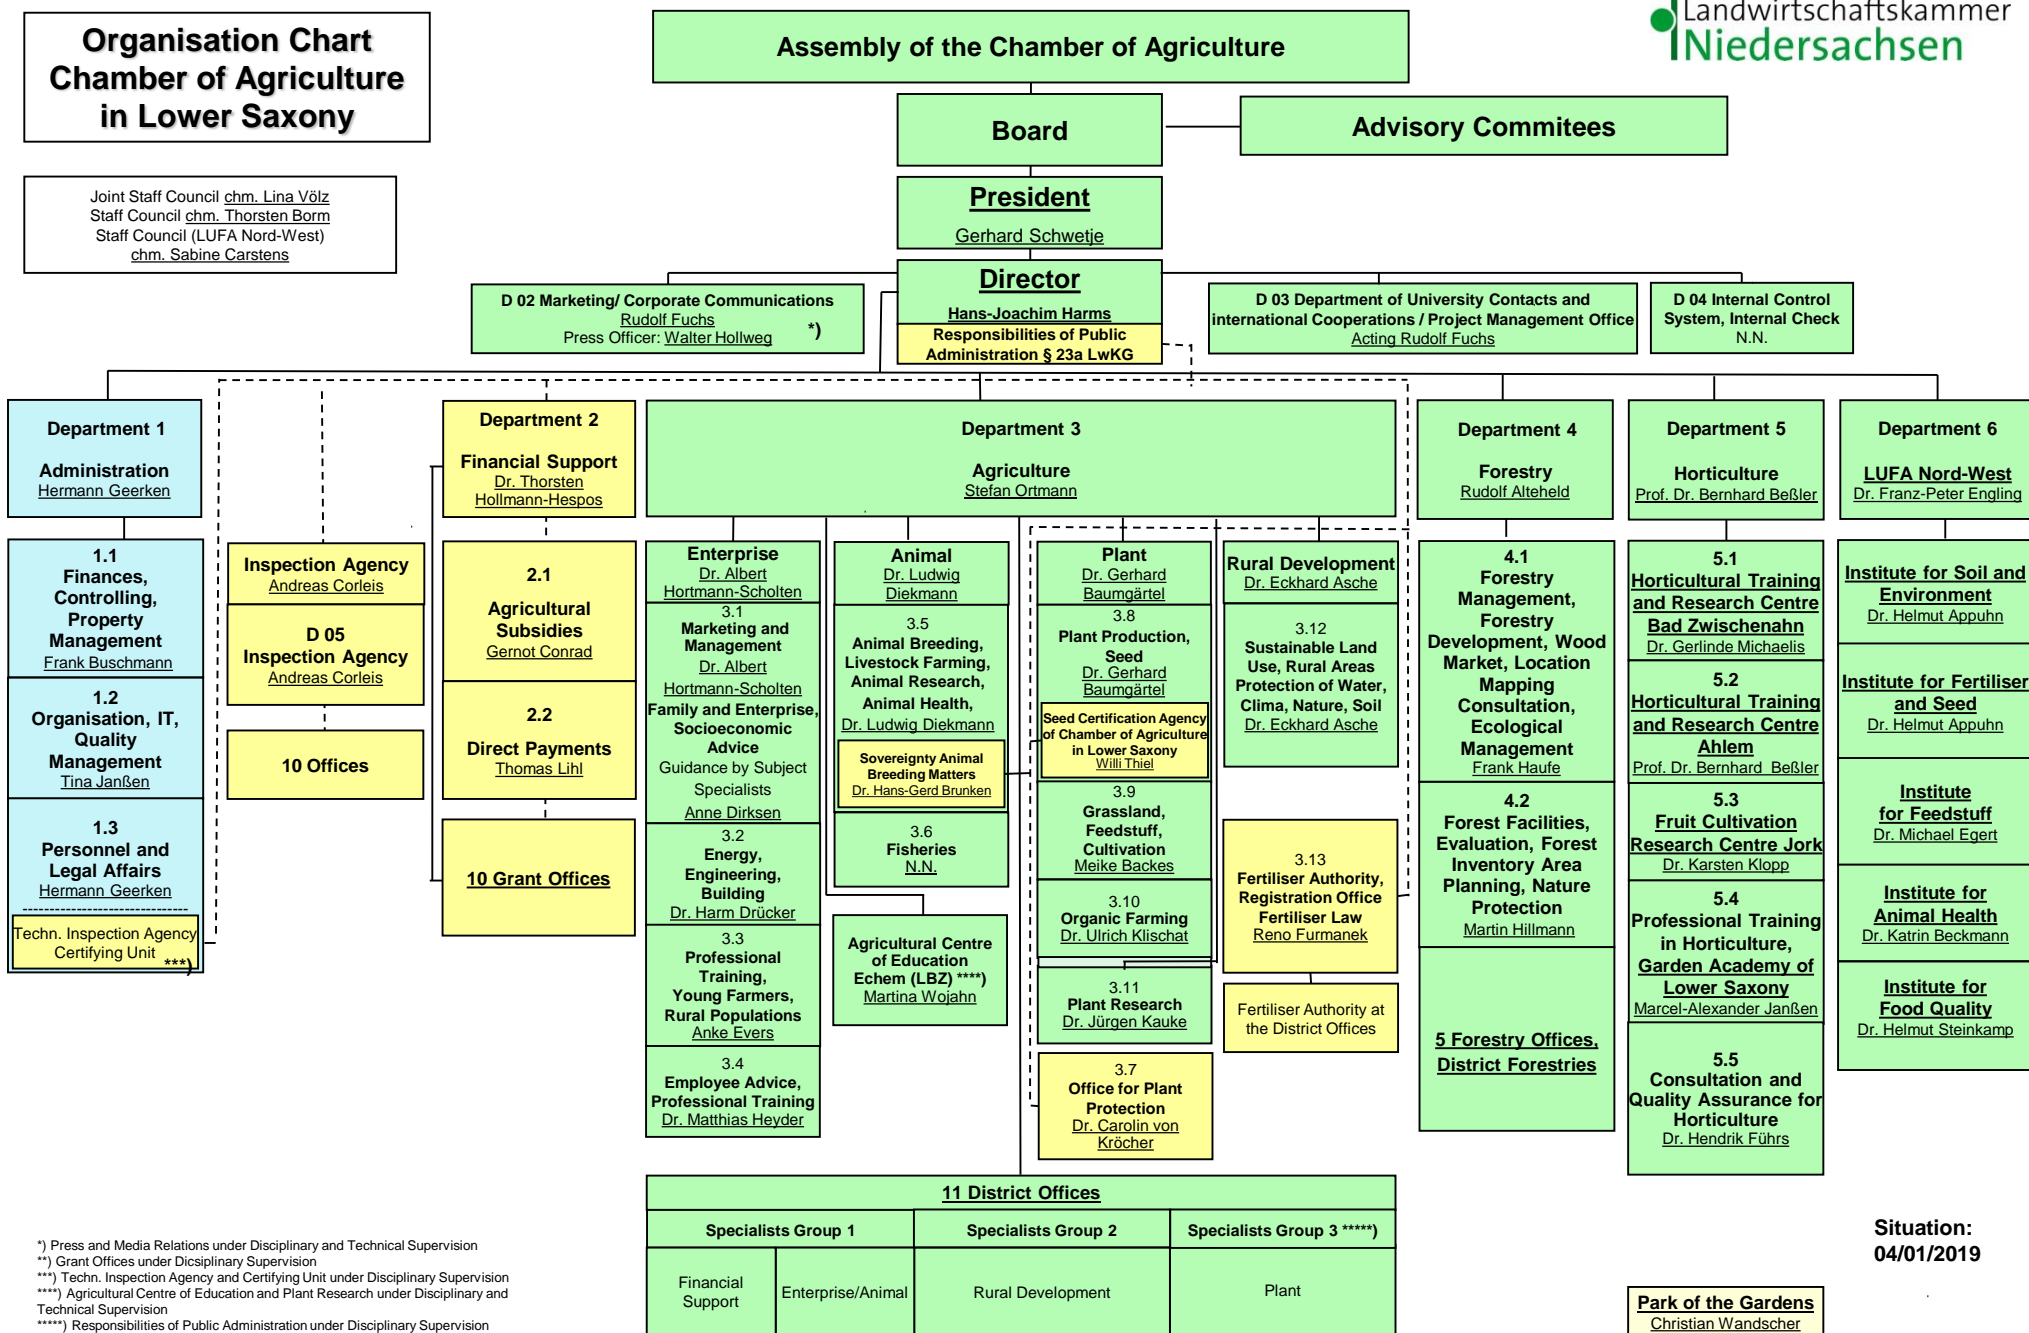 Organisation Chart
Chamber of Agriculture
in Lower Saxony
Assembly of the Chamber of Agriculture
Landwirtschaftskammer
Niedersachsen
Board
Advisory Commitees
Joint Staff Council chm. Lina Völz
Staff Council chm. Thorsten Borm
Staff Council (LUFA Nord-West)
chm. Sabine Carstens
President
Gerhard Schwetje
Director
Hans-Joachim Harms
Responsibilities of Public
Administration § 23a LwKG
D 02 Marketing/ Corporate Communications
Rudolf Fuchs
Press Officer: Walter Hollweg *)
D 03 Department of University Contacts and
international Cooperations / Project Management Office
Acting Rudolf Fuchs
D 04 Internal Control
System, Internal Check
N.N.
Department 1
Administration
Hermann Geerken
1.1
Finances,
Controlling,
Property
Management
Frank Buschmann
1.2
Organisation, IT,
Quality
Management
Tina Janßen
1.3
Personnel and
Legal Affairs
Hermann Geerken
--------------------------------
Techn. Inspection Agency
Certifying Unit ***)
Inspection Agency
Andreas Corleis
D 05
Inspection Agency
Andreas Corleis
10 Offices
Department 2
Financial Support
Dr. Thorsten
Hollmann-Hespos
2.1
Agricultural
Subsidies
Gernot Conrad
2.2
Direct Payments
Thomas Lihl
10 Grant Offices
Department 3
Agriculture
Stefan Ortmann
Enterprise
Dr. Albert
Hortmann-Scholten
3.1
Marketing and
Management
Dr. Albert
Hortmann-Scholten
Family and Enterprise,
Socioeconomic
Advice
Guidance by Subject
Specialists
Anne Dirksen
3.2
Energy,
Engineering,
Building
Dr. Harm Drücker
3.3
Professional
Training,
Young Farmers,
Rural Populations
Anke Evers
3.4
Employee Advice,
Professional Training
Dr. Matthias Heyder
Animal
Dr. Ludwig
Diekmann
3.5
Animal Breeding,
Livestock Farming,
Animal Research,
Animal Health,
Dr. Ludwig Diekmann
Sovereignty Animal
Breeding Matters
Dr. Hans-Gerd Brunken
3.6
Fisheries
N.N.
Agricultural Centre
of Education
Echem (LBZ) ****)
Martina Wojahn
Plant
Dr. Gerhard
Baumgärtel
3.8
Plant Production,
Seed
Dr. Gerhard
Baumgärtel
Seed Certification Agency
of Chamber of Agriculture
in Lower Saxony
Willi Thiel
3.9
Grassland,
Feedstuff,
Cultivation
Meike Backes
3.10
Organic Farming
Dr. Ulrich Klischat
3.11
Plant Research
Dr. Jürgen Kauke
3.7
Office for Plant
Protection
Dr. Carolin von
Kröcher
Rural Development
Dr. Eckhard Asche
3.12
Sustainable Land
Use, Rural Areas
Protection of Water,
Clima, Nature, Soil
Dr. Eckhard Asche
3.13
Fertiliser Authority,
Registration Office
Fertiliser Law
Reno Furmanek
Fertiliser Authority at
the District Offices
Department 4
Forestry
Rudolf Alteheld
4.1
Forestry
Management,
Forestry
Development, Wood
Market, Location
Mapping
Consultation,
Ecological
Management
Frank Haufe
4.2
Forest Facilities,
Evaluation, Forest
Inventory Area
Planning, Nature
Protection
Martin Hillmann
5 Forestry Offices,
District Forestries
Department 5
Horticulture
Prof. Dr. Bernhard Beßler
5.1
Horticultural Training
and Research Centre
Bad Zwischenahn
Dr. Gerlinde Michaelis
5.2
Horticultural Training
and Research Centre
Ahlem
Prof. Dr. Bernhard Beßler
5.3
Fruit Cultivation
Research Centre Jork
Dr. Karsten Klopp
5.4
Professional Training
in Horticulture,
Garden Academy of
Lower Saxony
Marcel-Alexander Janßen
5.5
Consultation and
Quality Assurance for
Horticulture
Dr. Hendrik Führs
Department 6
LUFA Nord-West
Dr. Franz-Peter Engling
Institute for Soil and
Environment
Dr. Helmut Appuhn
Institute for Fertiliser
and Seed
Dr. Helmut Appuhn
Institute
for Feedstuff
Dr. Michael Egert
Institute for
Animal Health
Dr. Katrin Beckmann
Institute for
Food Quality
Dr. Helmut Steinkamp
11 District Offices
Specialists Group 1
Specialists Group 2
Specialists Group 3 *****)
Financial
Support
Enterprise/Animal
Rural Development
Plant
*) Press and Media Relations under Disciplinary and Technical Supervision
**) Grant Offices under Dicsiplinary Supervision
***) Techn. Inspection Agency and Certifying Unit under Disciplinary Supervision
****) Agricultural Centre of Education and Plant Research under Disciplinary and
Technical Supervision
*****) Responsibilities of Public Administration under Disciplinary Supervision
Situation:
04/01/2019
Park of the Gardens
Christian Wandscher